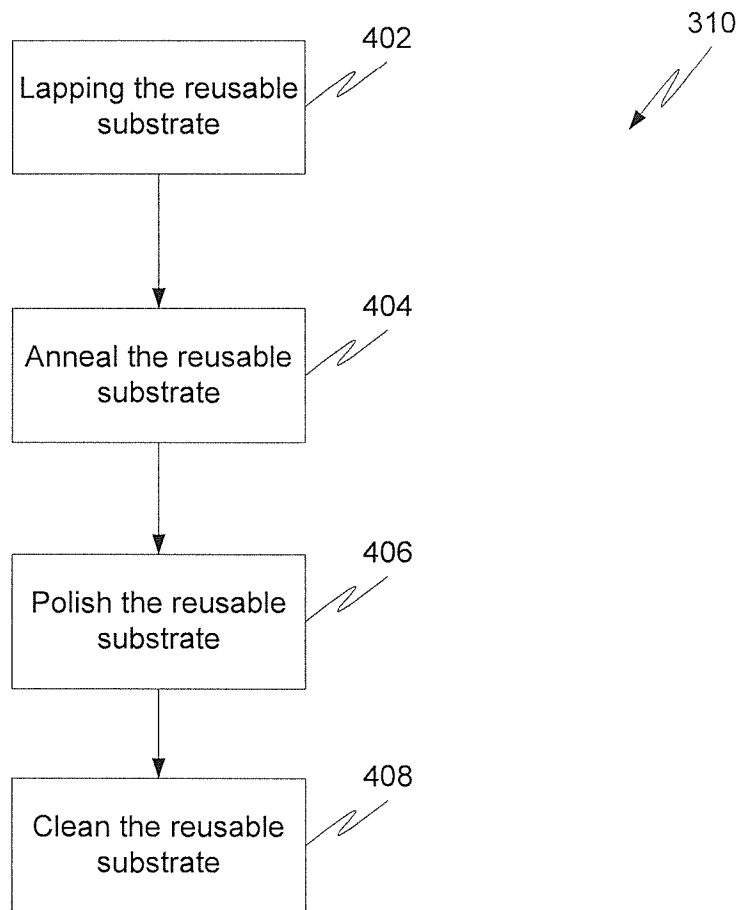 402
310
Lapping the reusable
substrate
404
Anneal the reusable
substrate
406
Polish the reusable
substrate
408
Clean the reusable
substrate